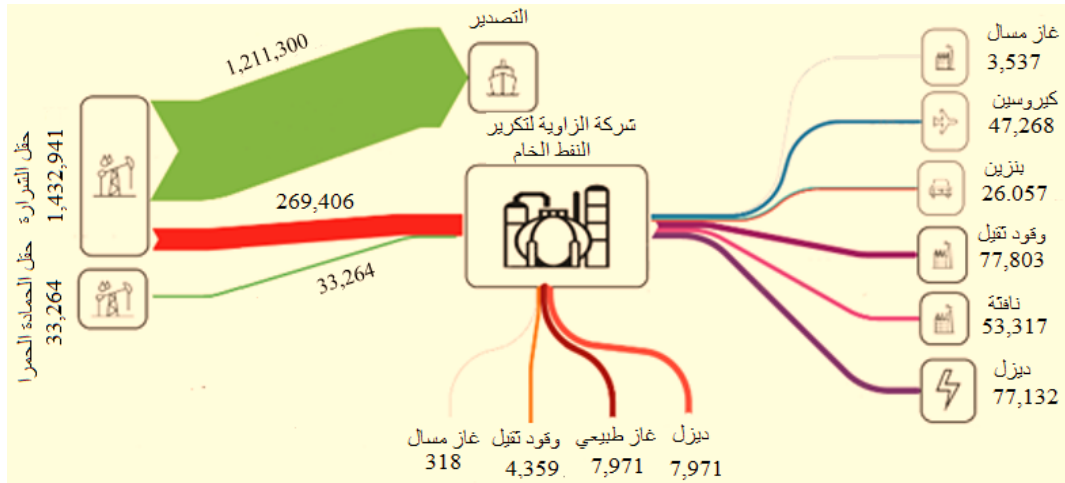 التصدير
1,211,300
حقل الشرارة
1,432,941
شركة الزاوية لتكرير
النفط الخام
269,406
حقل الحمادة الحمرا
33,264
33,264
غاز مسال
3,537
كيروسين
47,268
بنزين
26.057
وقود ثقيل
77,803
نافثة
53,317
ديزل
77,132
ديزل
7,971
غاز طبيعي
7,971
وقود ثقيل
4,359
غاز مسال
318